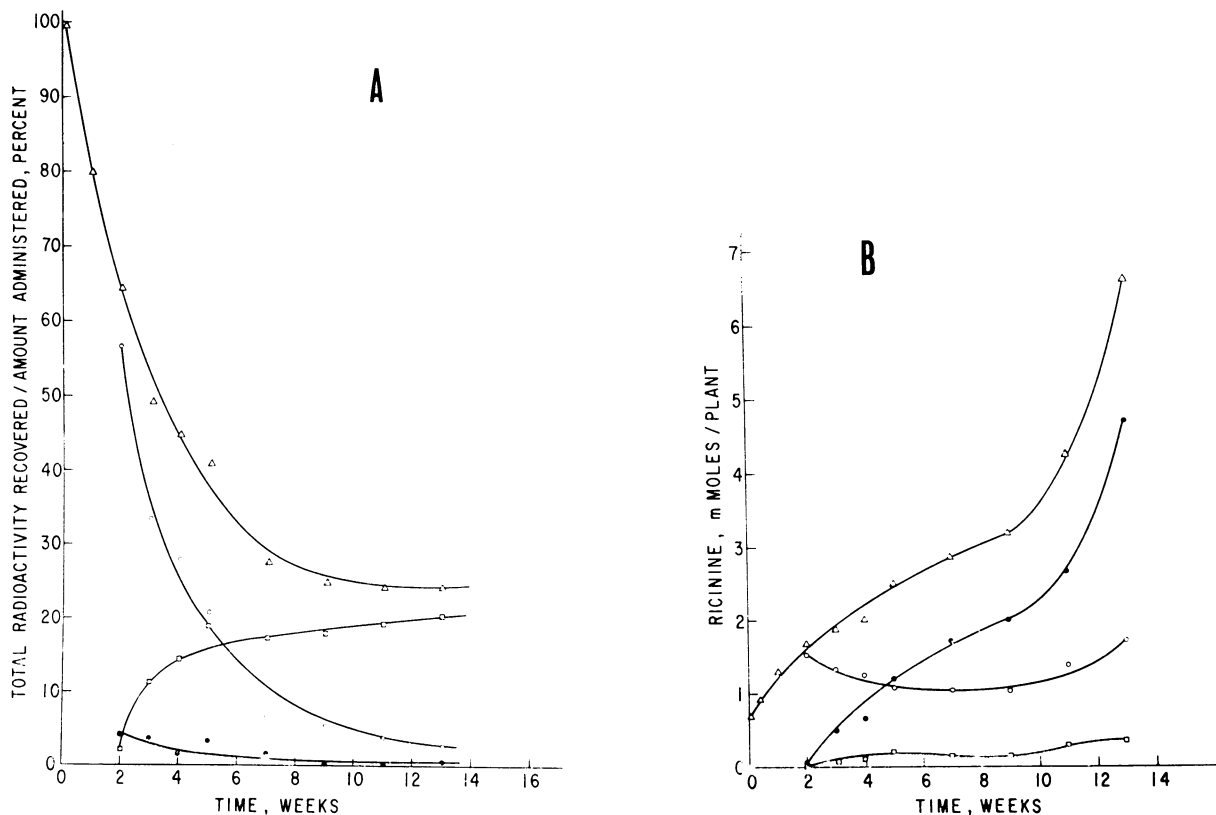 A
TOTAL RADIOACTIVITY RECOVERED / AMOUNT ADMINISTERED, PERCENT
100
90
80
70
60
50
40
30
20
10
0
0 2 4 6 8 10 12 14 16
TIME, WEEKS
B
RICININE, mMOLES / PLANT
7
6
5
4
3
2
1
0
0 2 4 6 8 10 12 14 16
TIME, WEEKS